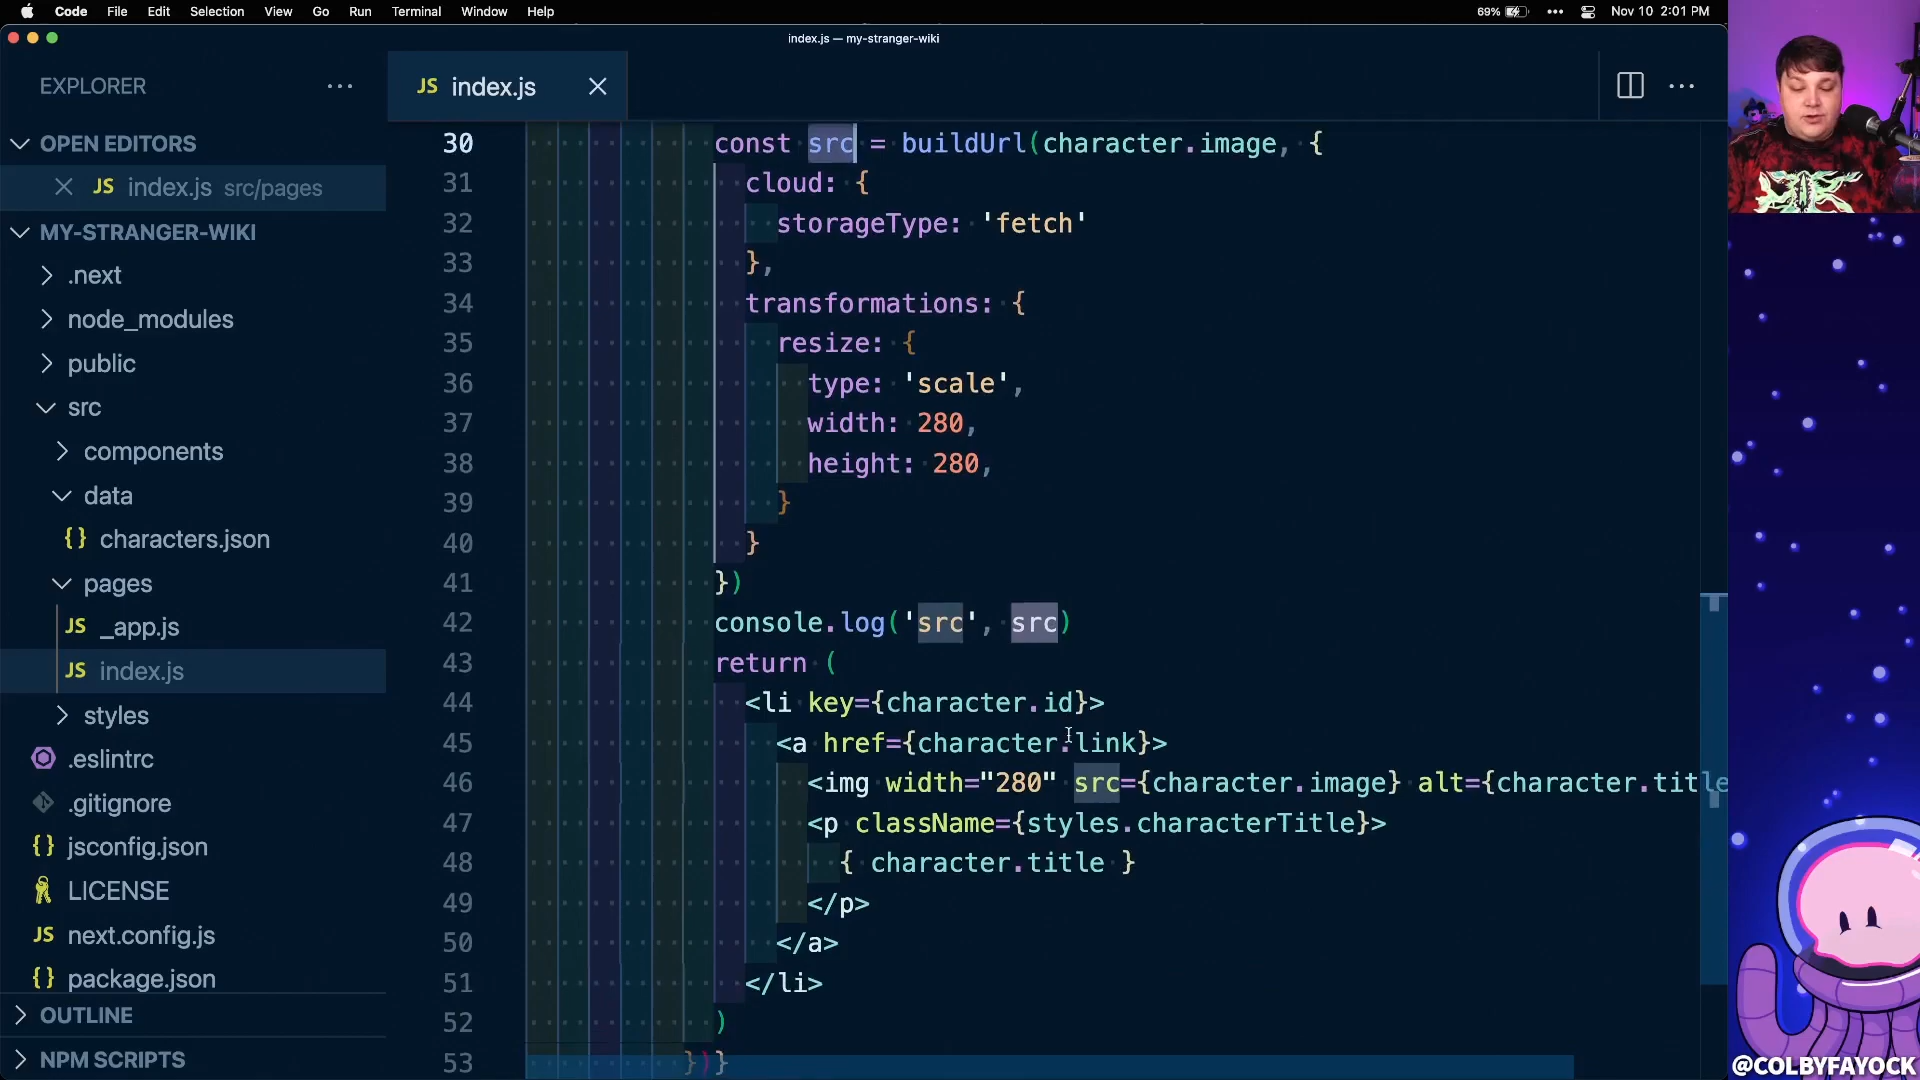 Code File Edit Selection View Go Run Terminal Window Help
69% Nov 10 2:01 PM
index.js — my-stranger-wiki
EXPLORER
JS index.js
OPEN EDITORS
JS index.js src/pages
MY-STRANGER-WIKI
.next
node_modules
public
src
components
data
{} characters.json
pages
JS _app.js
JS index.js
styles
.eslintrc
.gitignore
{} jsconfig.json
LICENSE
JS next.config.js
{} package.json
OUTLINE
NPM SCRIPTS
30 const src = buildUrl(character.image, {
31 cloud: {
32 storageType: 'fetch'
33 },
34 transformations: {
35 resize: {
36 type: 'scale',
37 width: 280,
38 height: 280,
39 }
40 }
41 })
42 console.log('src', src)
43 return (
44 <li key={character.id}>
45 <a href={character.link}>
46 <img width="280" src={character.image} alt={character.title
47 <p className={styles.characterTitle}>
48 { character.title }
49 </p>
50 </a>
51 </li>
52 )
53 })}
@COLBYFAYOCK